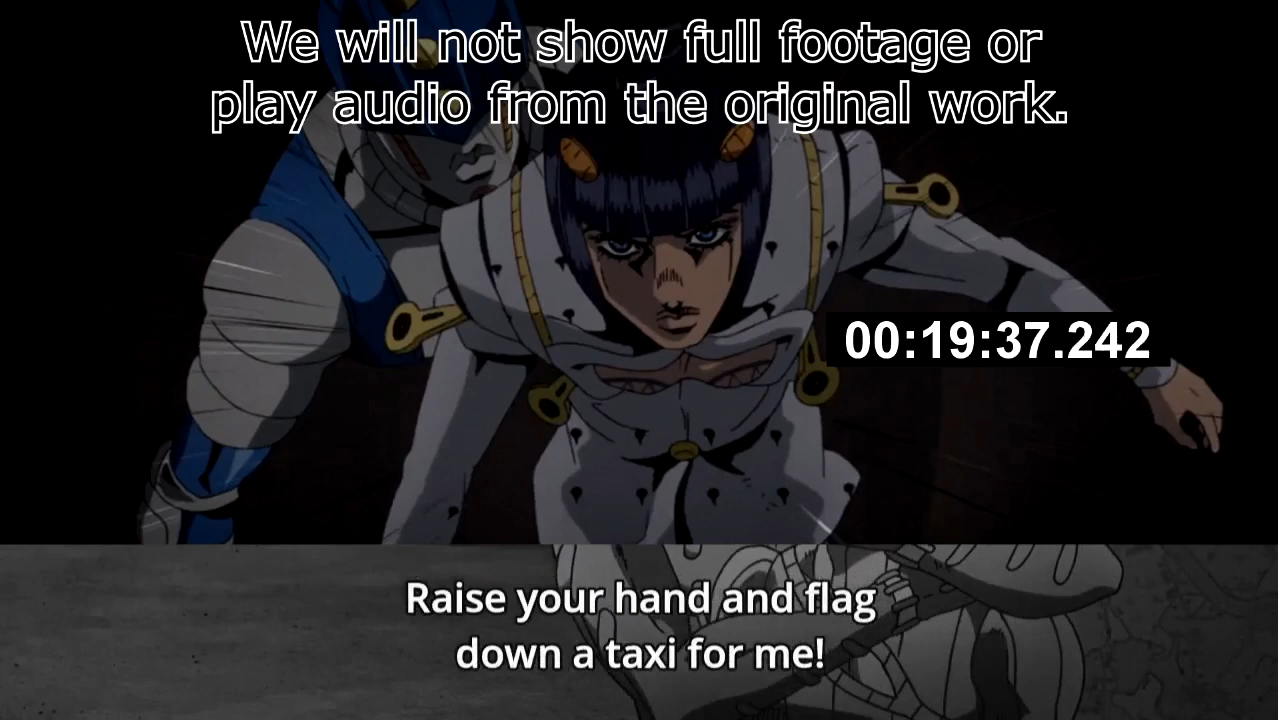 We will not show full footage or
play audio from the original work.
00:19:37.242
Raise your hand and flag
down a taxi for me!